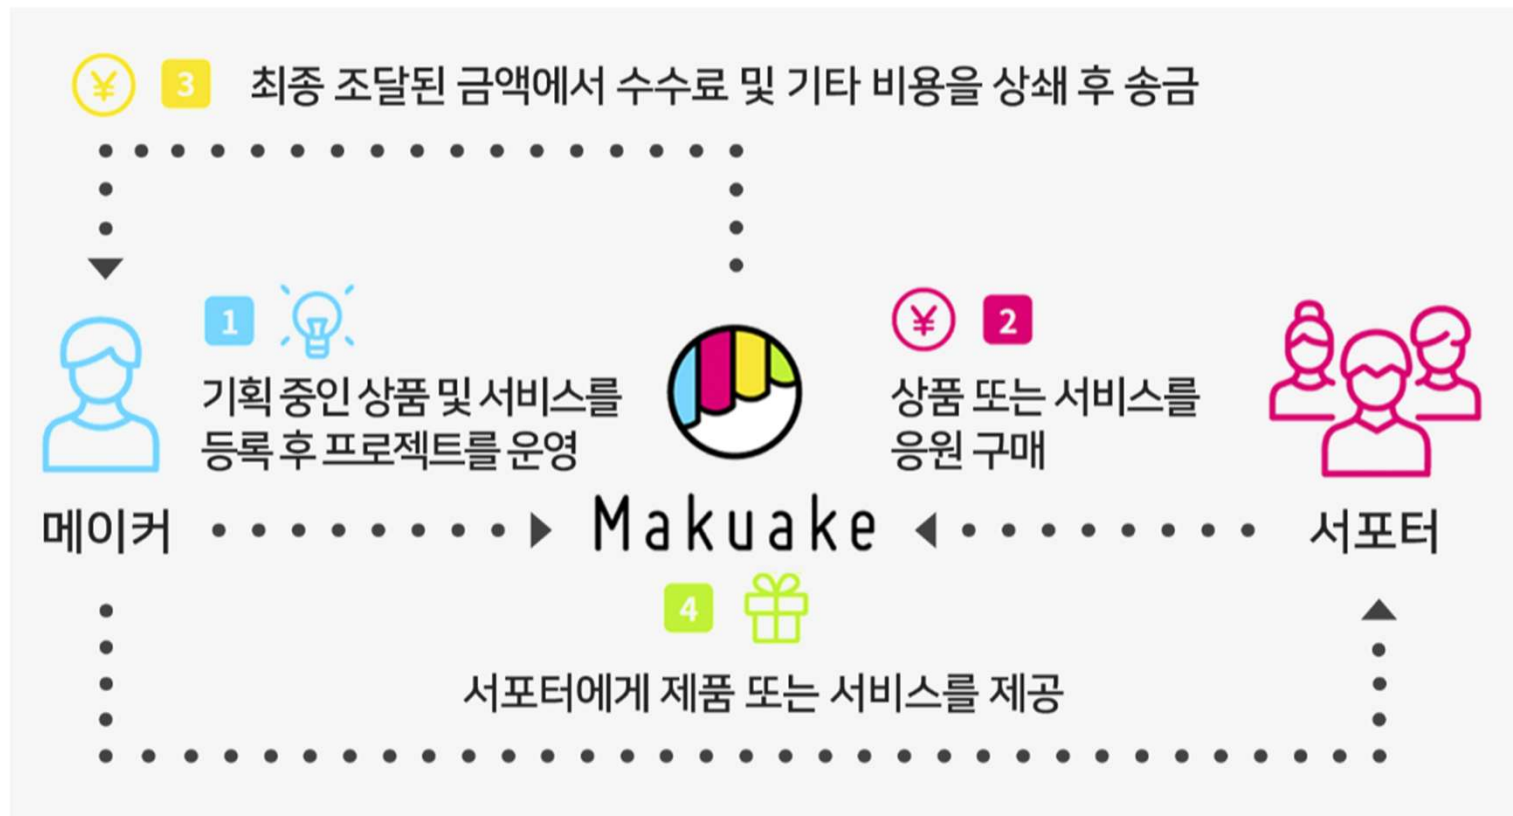 ¥ 3 최종 조달된 금액에서 수수료 및 기타 비용을 상쇄 후 송금
1
기획 중인 상품 및 서비스를
등록 후 프로젝트를 운영
¥ 2
상품 또는 서비스를
응원 구매
메이커
Makuake
서포터
4
서포터에게 제품 또는 서비스를 제공